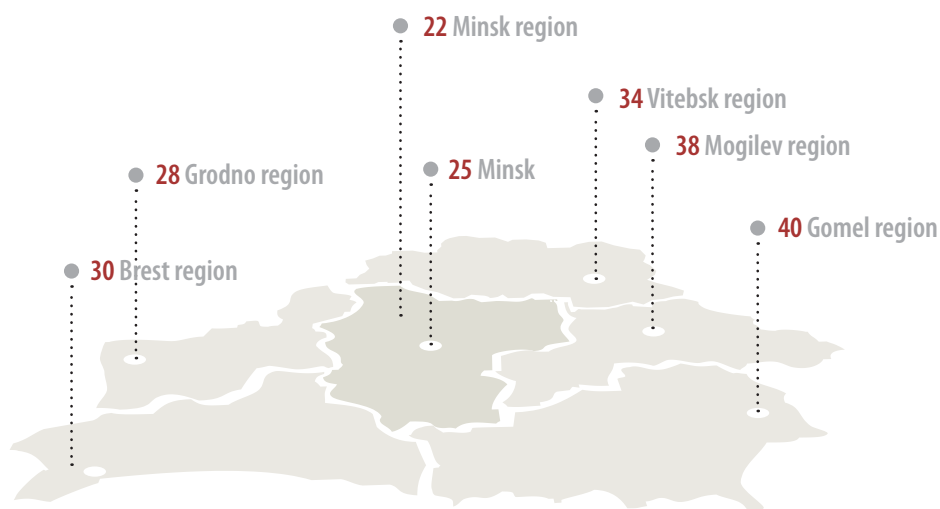 22 Minsk region
34 Vitebsk region
38 Mogilev region
28 Grodno region
25 Minsk
40 Gomel region
30 Brest region